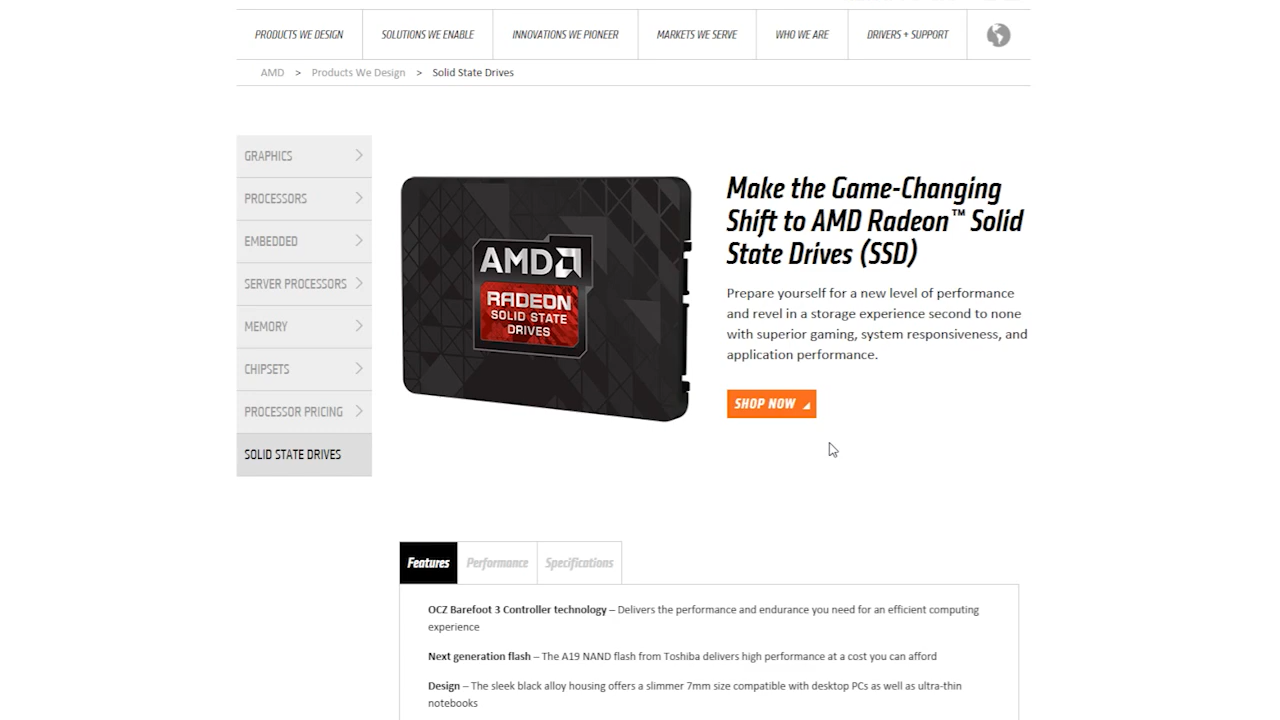 PRODUCTS WE DESIGN
SOLUTIONS WE ENABLE
INNOVATIONS WE PIONEER
MARKETS WE SERVE
WHO WE ARE
DRIVERS + SUPPORT
AMD > Products We Design > Solid State Drives
GRAPHICS
PROCESSORS
EMBEDDED
SERVER PROCESSORS
MEMORY
CHIPSETS
PROCESSOR PRICING
SOLID STATE DRIVES
AMD
RADEON
SOLID STATE
DRIVES
Make the Game-Changing
Shift to AMD Radeon™ Solid
State Drives (SSD)
Prepare yourself for a new level of performance
and revel in a storage experience second to none
with superior gaming, system responsiveness, and
application performance.
SHOP NOW
Features
Performance
Specifications
OCZ Barefoot 3 Controller technology – Delivers the performance and endurance you need for an efficient computing
experience
Next generation flash – The A19 NAND flash from Toshiba delivers high performance at a cost you can afford
Design – The sleek black alloy housing offers a slimmer 7mm size compatible with desktop PCs as well as ultra-thin
notebooks